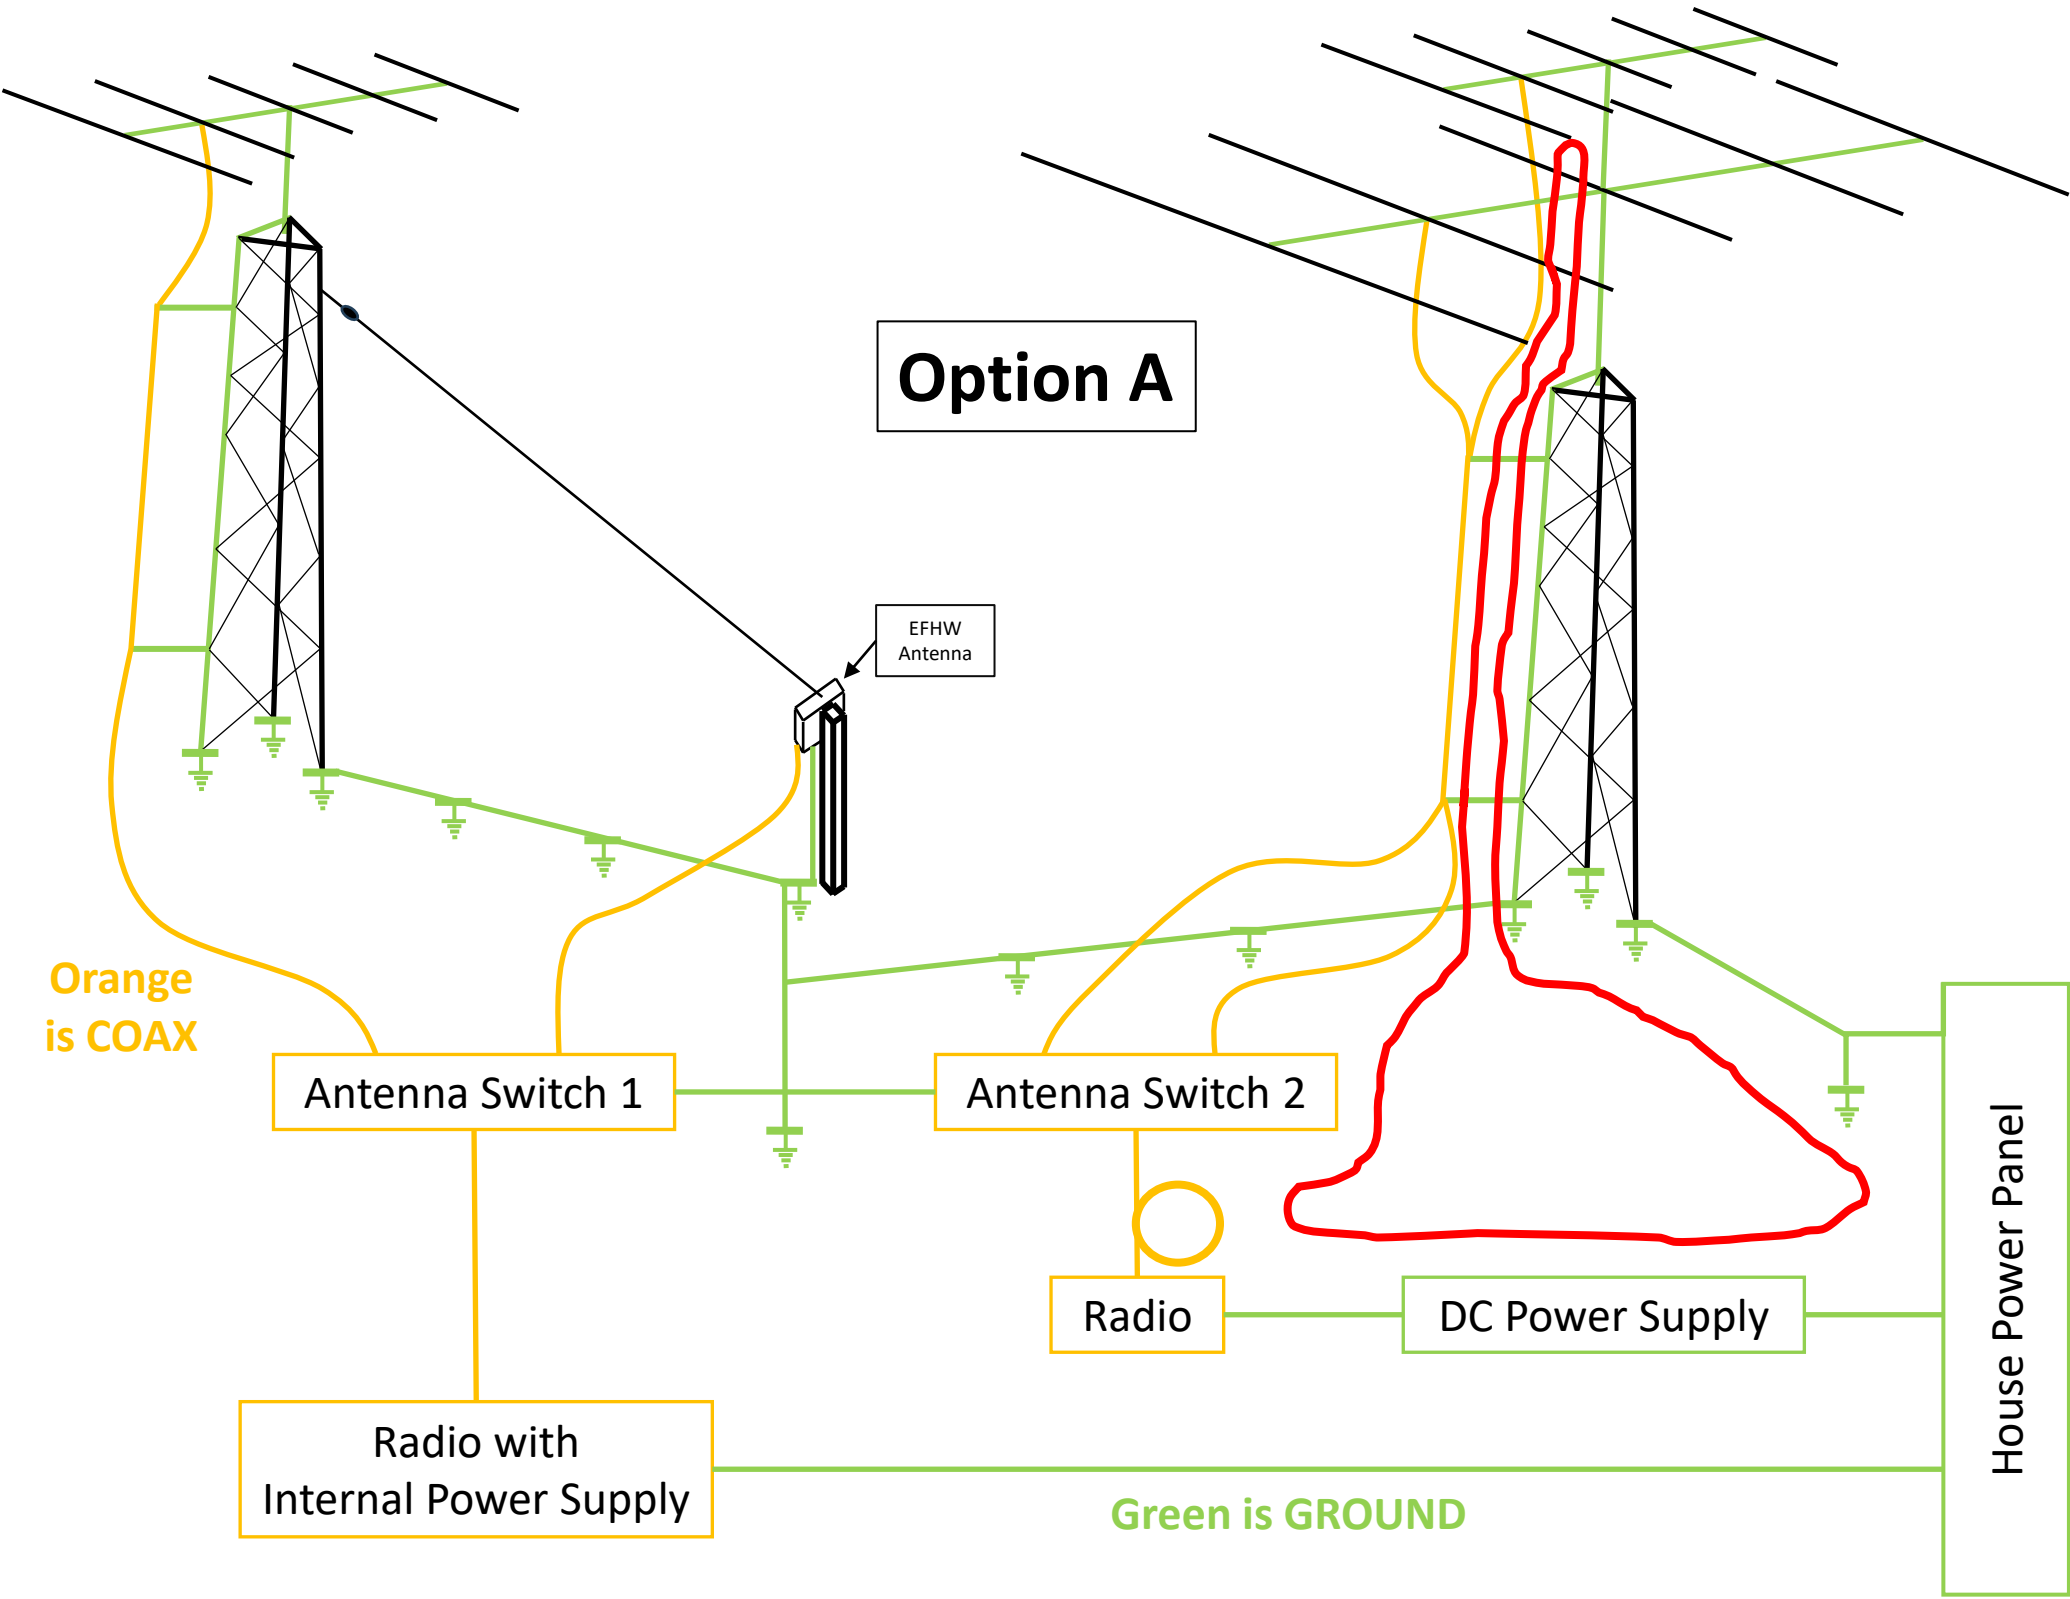 Option A
EFHW
Antenna
Orange
is COAX
Antenna Switch 1
Antenna Switch 2
Radio
DC Power Supply
House Power Panel
Radio with
Internal Power Supply
Green is GROUND